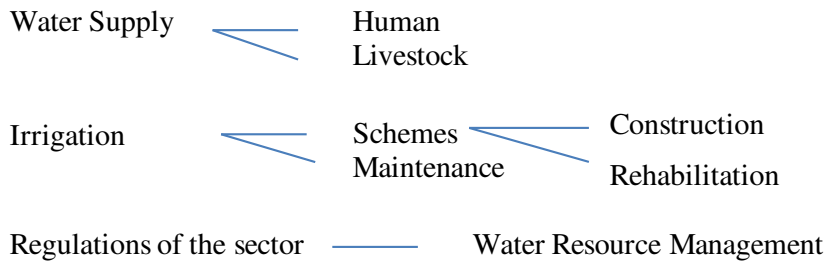 Water Supply Human
Livestock
Irrigation Schemes Construction
Maintenance
Rehabilitation
Regulations of the sector Water Resource Management